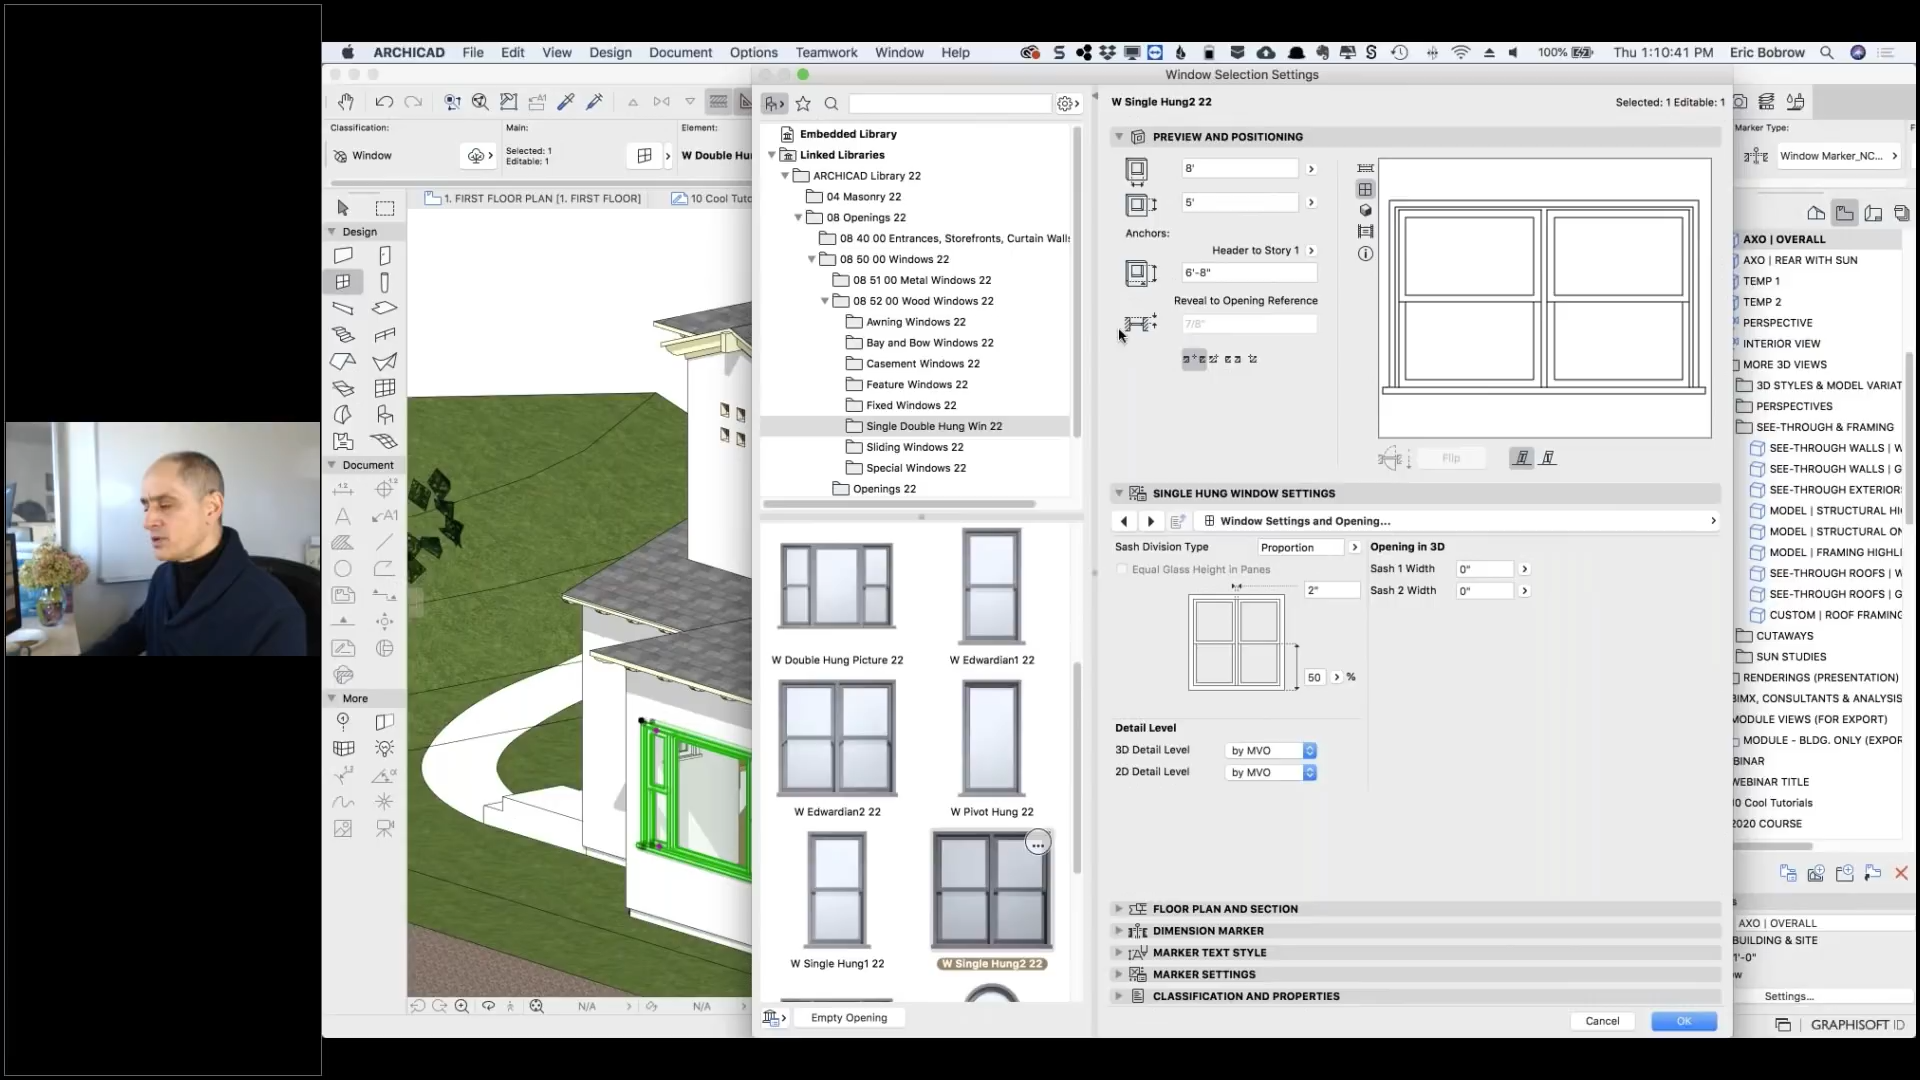 ARCHICAD File Edit View Design Document Options Teamwork Window Help 100% Thu 1:10:41 PM Eric Bobrow
Window Selection Settings
Classification:
Window
Main:
Selected: 1
Editable: 1
Element:
W Double Hu
1. FIRST FLOOR PLAN [1. FIRST FLOOR]
10 Cool Tuto
Design
Document
More
N/A
N/A
Embedded Library
Linked Libraries
ARCHICAD Library 22
04 Masonry 22
08 Openings 22
08 40 00 Entrances, Storefronts, Curtain Walls
08 50 00 Windows 22
08 51 00 Metal Windows 22
08 52 00 Wood Windows 22
Awning Windows 22
Bay and Bow Windows 22
Casement Windows 22
Feature Windows 22
Fixed Windows 22
Single Double Hung Win 22
Sliding Windows 22
Special Windows 22
Openings 22
W Double Hung Picture 22
W Edwardian1 22
W Edwardian2 22
W Pivot Hung 22
W Single Hung1 22
W Single Hung2 22
Empty Opening
W Single Hung2 22
Selected: 1 Editable: 1
PREVIEW AND POSITIONING
8'
5'
Anchors:
Header to Story 1
6'-8"
Reveal to Opening Reference
7/8"
Flip
SINGLE HUNG WINDOW SETTINGS
Window Settings and Opening...
Sash Division Type
Proportion
Equal Glass Height in Panes
2"
50 %
Opening in 3D
Sash 1 Width 0"
Sash 2 Width 0"
Detail Level
3D Detail Level by MVO
2D Detail Level by MVO
FLOOR PLAN AND SECTION
DIMENSION MARKER
MARKER TEXT STYLE
MARKER SETTINGS
CLASSIFICATION AND PROPERTIES
Cancel
OK
Marker Type:
Window Marker_NC...
AXO | OVERALL
AXO | REAR WITH SUN
TEMP 1
TEMP 2
PERSPECTIVE
INTERIOR VIEW
MORE 3D VIEWS
3D STYLES & MODEL VARIAT
PERSPECTIVES
SEE-THROUGH & FRAMING
SEE-THROUGH WALLS | W
SEE-THROUGH WALLS | G
SEE-THROUGH EXTERIOR
MODEL | STRUCTURAL HI
MODEL | STRUCTURAL ON
MODEL | FRAMING HIGHLI
SEE-THROUGH ROOFS | W
SEE-THROUGH ROOFS | G
CUSTOM | ROOF FRAMING
CUTAWAYS
SUN STUDIES
RENDERINGS (PRESENTATION)
BIMX, CONSULTANTS & ANALYSIS
MODULE VIEWS (FOR EXPORT)
MODULE - BLDG. ONLY (EXPOR
BINAR
WEBINAR TITLE
10 Cool Tutorials
2020 COURSE
AXO | OVERALL
BUILDING & SITE
1'-0"
Settings...
GRAPHISOFT ID